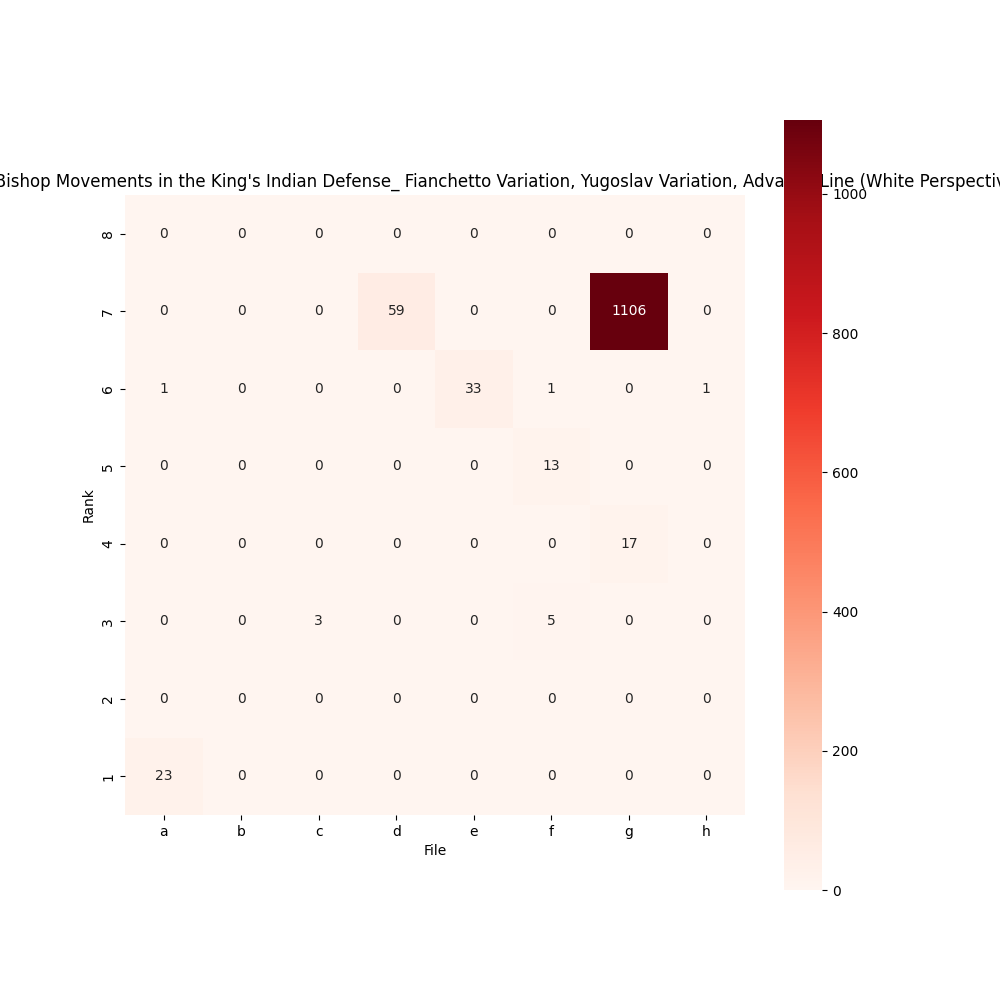 Bishop Movements in the King's Indian Defense_ Fianchetto Variation, Yugoslav Variation, Adva Line (White Perspectiv
8 0 0 0 0 0 0 0 0
7 0 0 0 59 0 0 1106 0
6 1 0 0 0 33 1 0 1
5 0 0 0 0 0 13 0 0
4 0 0 0 0 0 0 17 0
3 0 0 3 0 0 5 0 0
2 0 0 0 0 0 0 0 0
1 23 0 0 0 0 0 0 0
Rank
a b c d e f g h
File
1000
800
600
400
200
0